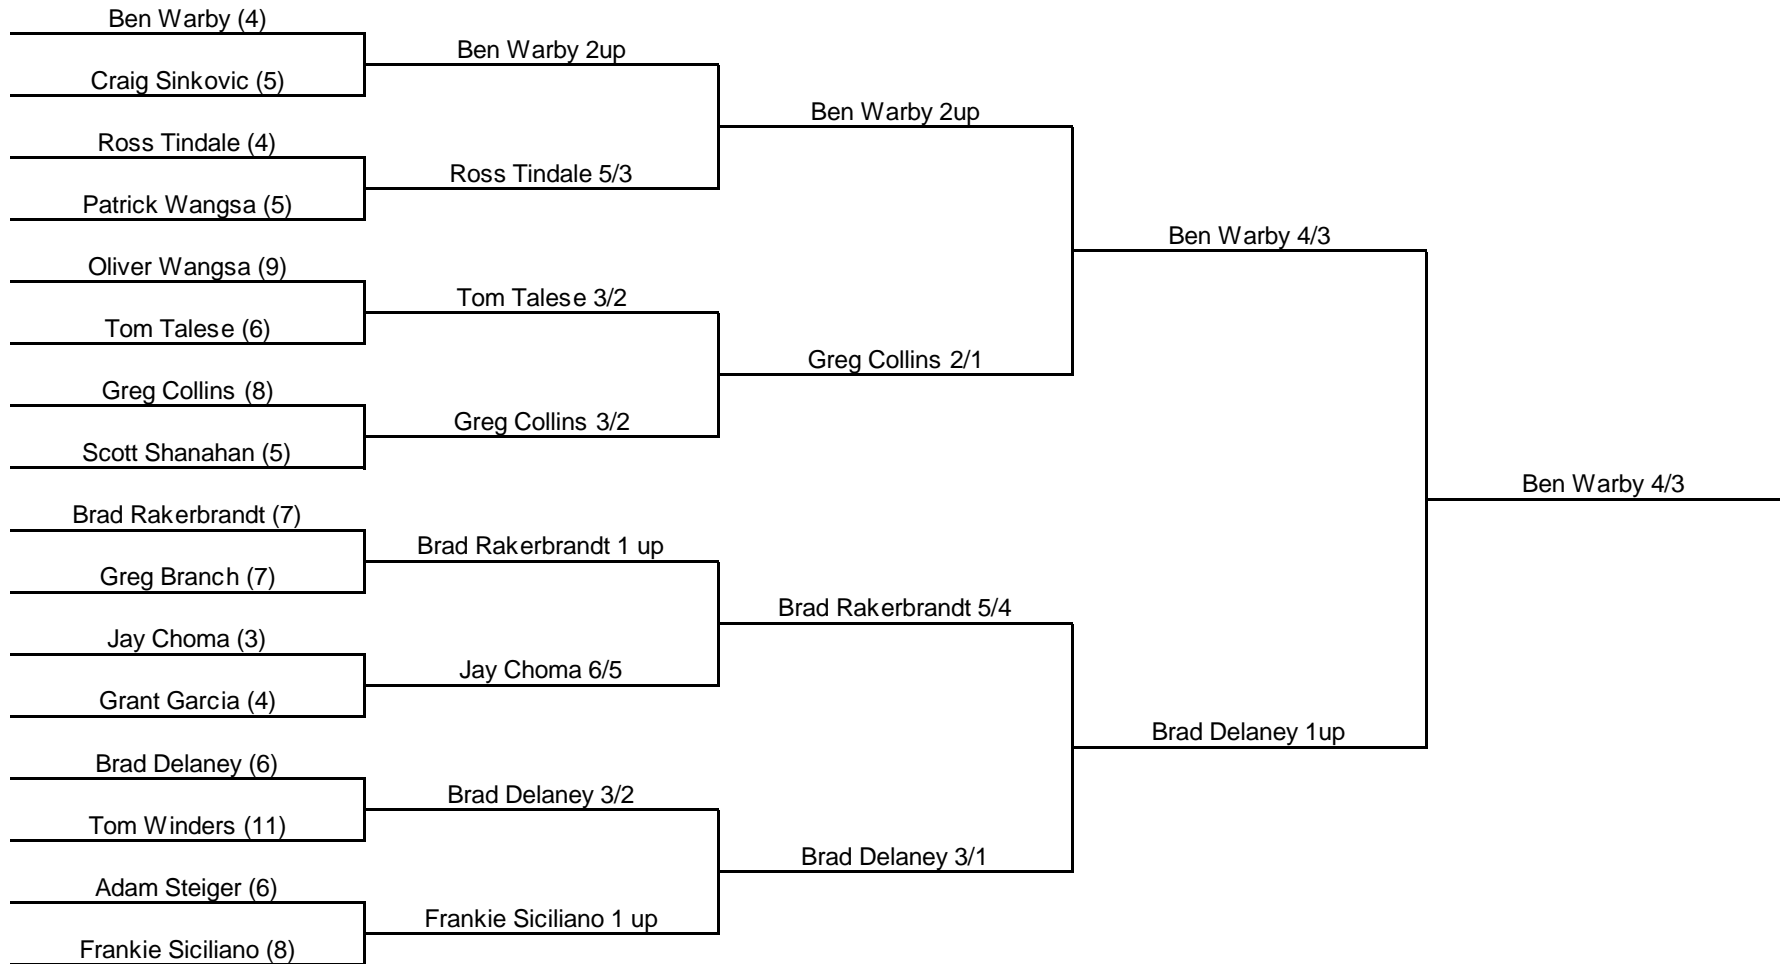 Ben Warby (4)
Craig Sinkovic (5)
Ross Tindale (4)
Patrick Wangsa (5)
Oliver Wangsa (9)
Tom Talese (6)
Greg Collins (8)
Scott Shanahan (5)
Brad Rakerbrandt (7)
Greg Branch (7)
Jay Choma (3)
Grant Garcia (4)
Brad Delaney (6)
Tom Winders (11)
Adam Steiger (6)
Frankie Siciliano (8)
Ben Warby 2up
Ross Tindale 5/3
Tom Talese 3/2
Greg Collins 3/2
Brad Rakerbrandt 1 up
Jay Choma 6/5
Brad Delaney 3/2
Frankie Siciliano 1 up
Ben Warby 2up
Greg Collins 2/1
Brad Rakerbrandt 5/4
Brad Delaney 3/1
Ben Warby 4/3
Brad Delaney 1up
Ben Warby 4/3